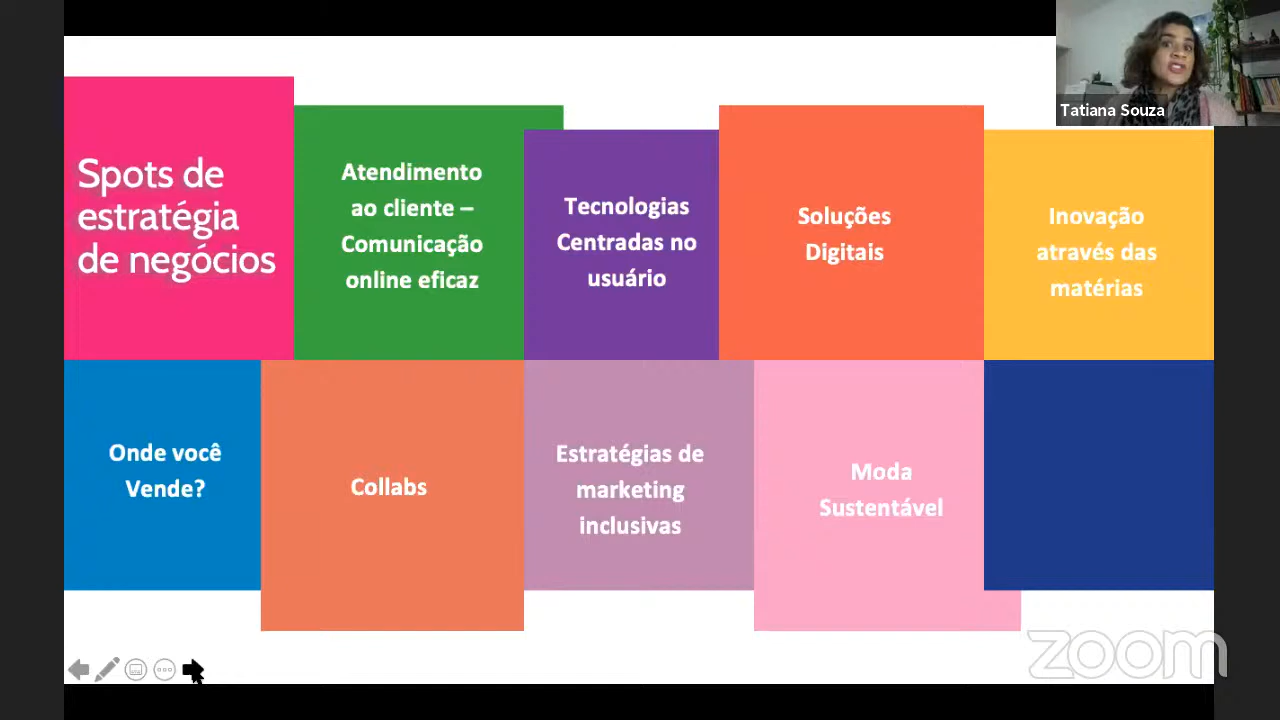 Tatiana Souza
Spots de
estratégia
de negócios
Atendimento
ao cliente –
Comunicação
online eficaz
Tecnologias
Centradas no
usuário
Soluções
Digitais
Inovação
através das
matérias
Onde você
Vende?
Collabs
Estratégias de
marketing
inclusivas
Moda
Sustentável
zoom